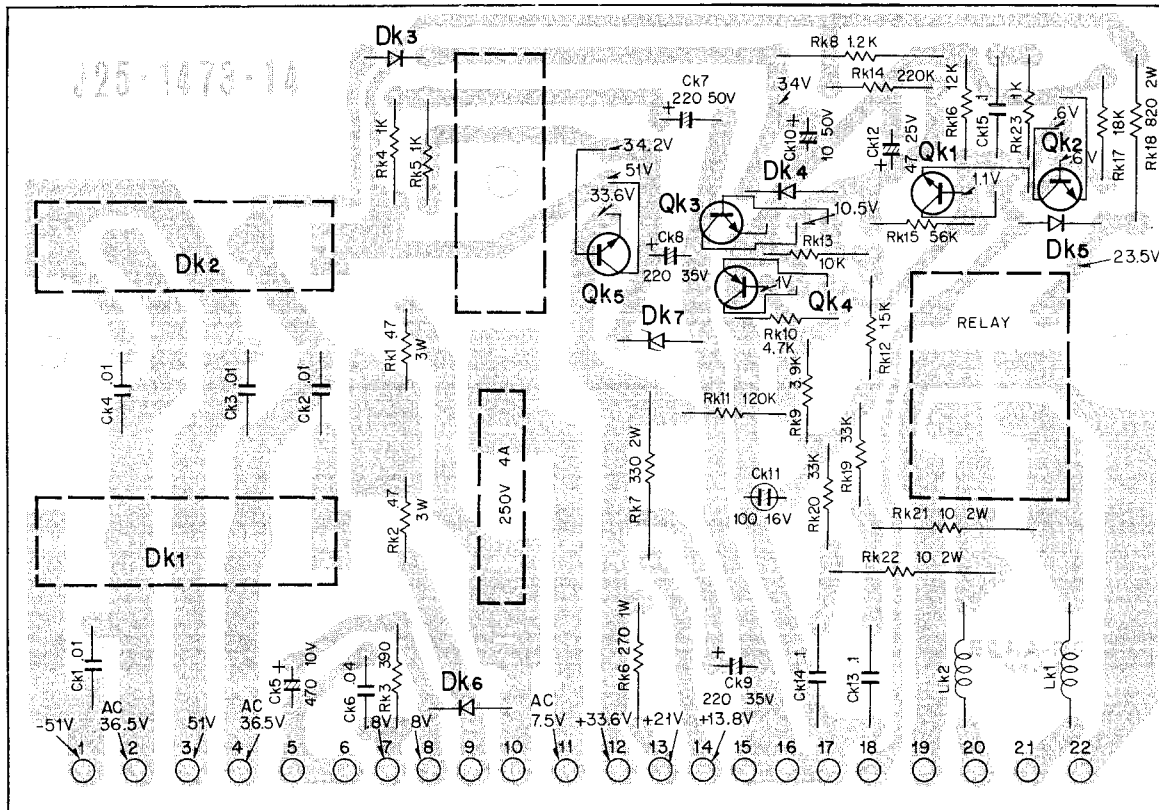 J25-1473-14
Dk3
Rk4 1K
Rk5 1K
Ck7
220 50V
34V
Rk8 1.2K
Rk14 220K
Ck10
10 50V
Ck12
47 25V
Rk16 12K
Ck15 .1
Rk23 1K
.6V
Qk2
Rk17 18K
Rk18 820 2W
34.2V
51V
33.6V
Qk5
Ck8
220 35V
Qk3
Dk4
10.5V
Rk13
10K
Qk1
1.1V
Rk15 56K
Dk5
23.5V
Dk2
Dk7
1V
Qk4
Rk10
4.7K
Rk12 15K
RELAY
Rk1 47
3W
Ck4 .01
Ck3 .01
Ck2 .01
Rk9 3.9K
Rk11 120K
250V 4A
Rk7 330 2W
Ck11
100 16V
Rk20 33K
Rk19 33K
Rk21 10 2W
Rk22 10 2W
Rk2 47
3W
Dk1
Ck1 .01
Ck5
470 10V
Ck6 .04
Rk3 390
Dk6
Rk6 270 1W
Ck9
220 35V
Ck14 .1
Ck13 .1
Lk2
Lk1
-51V
AC
36.5V
51V
AC
36.5V
8V
8V
AC
7.5V
+33.6V
+21V
+13.8V
1 2 3 4 5 6 7 8 9 10 11 12 13 14 15 16 17 18 19 20 21 22